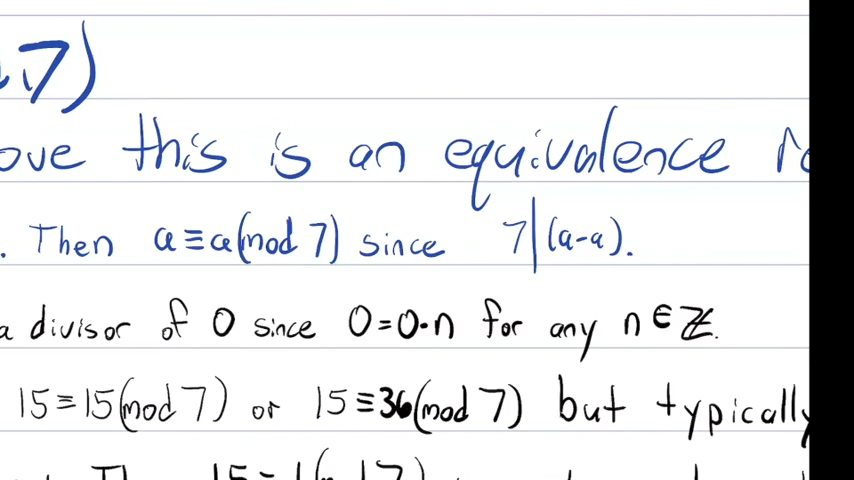 ,7)
ove this is an equivalence r
. Then a≡a(mod 7) since 7|(a-a).
a divisor of 0 since 0=0·n for any n∈ℤ.
15≡15(mod 7) or 15≡36(mod 7) but typically